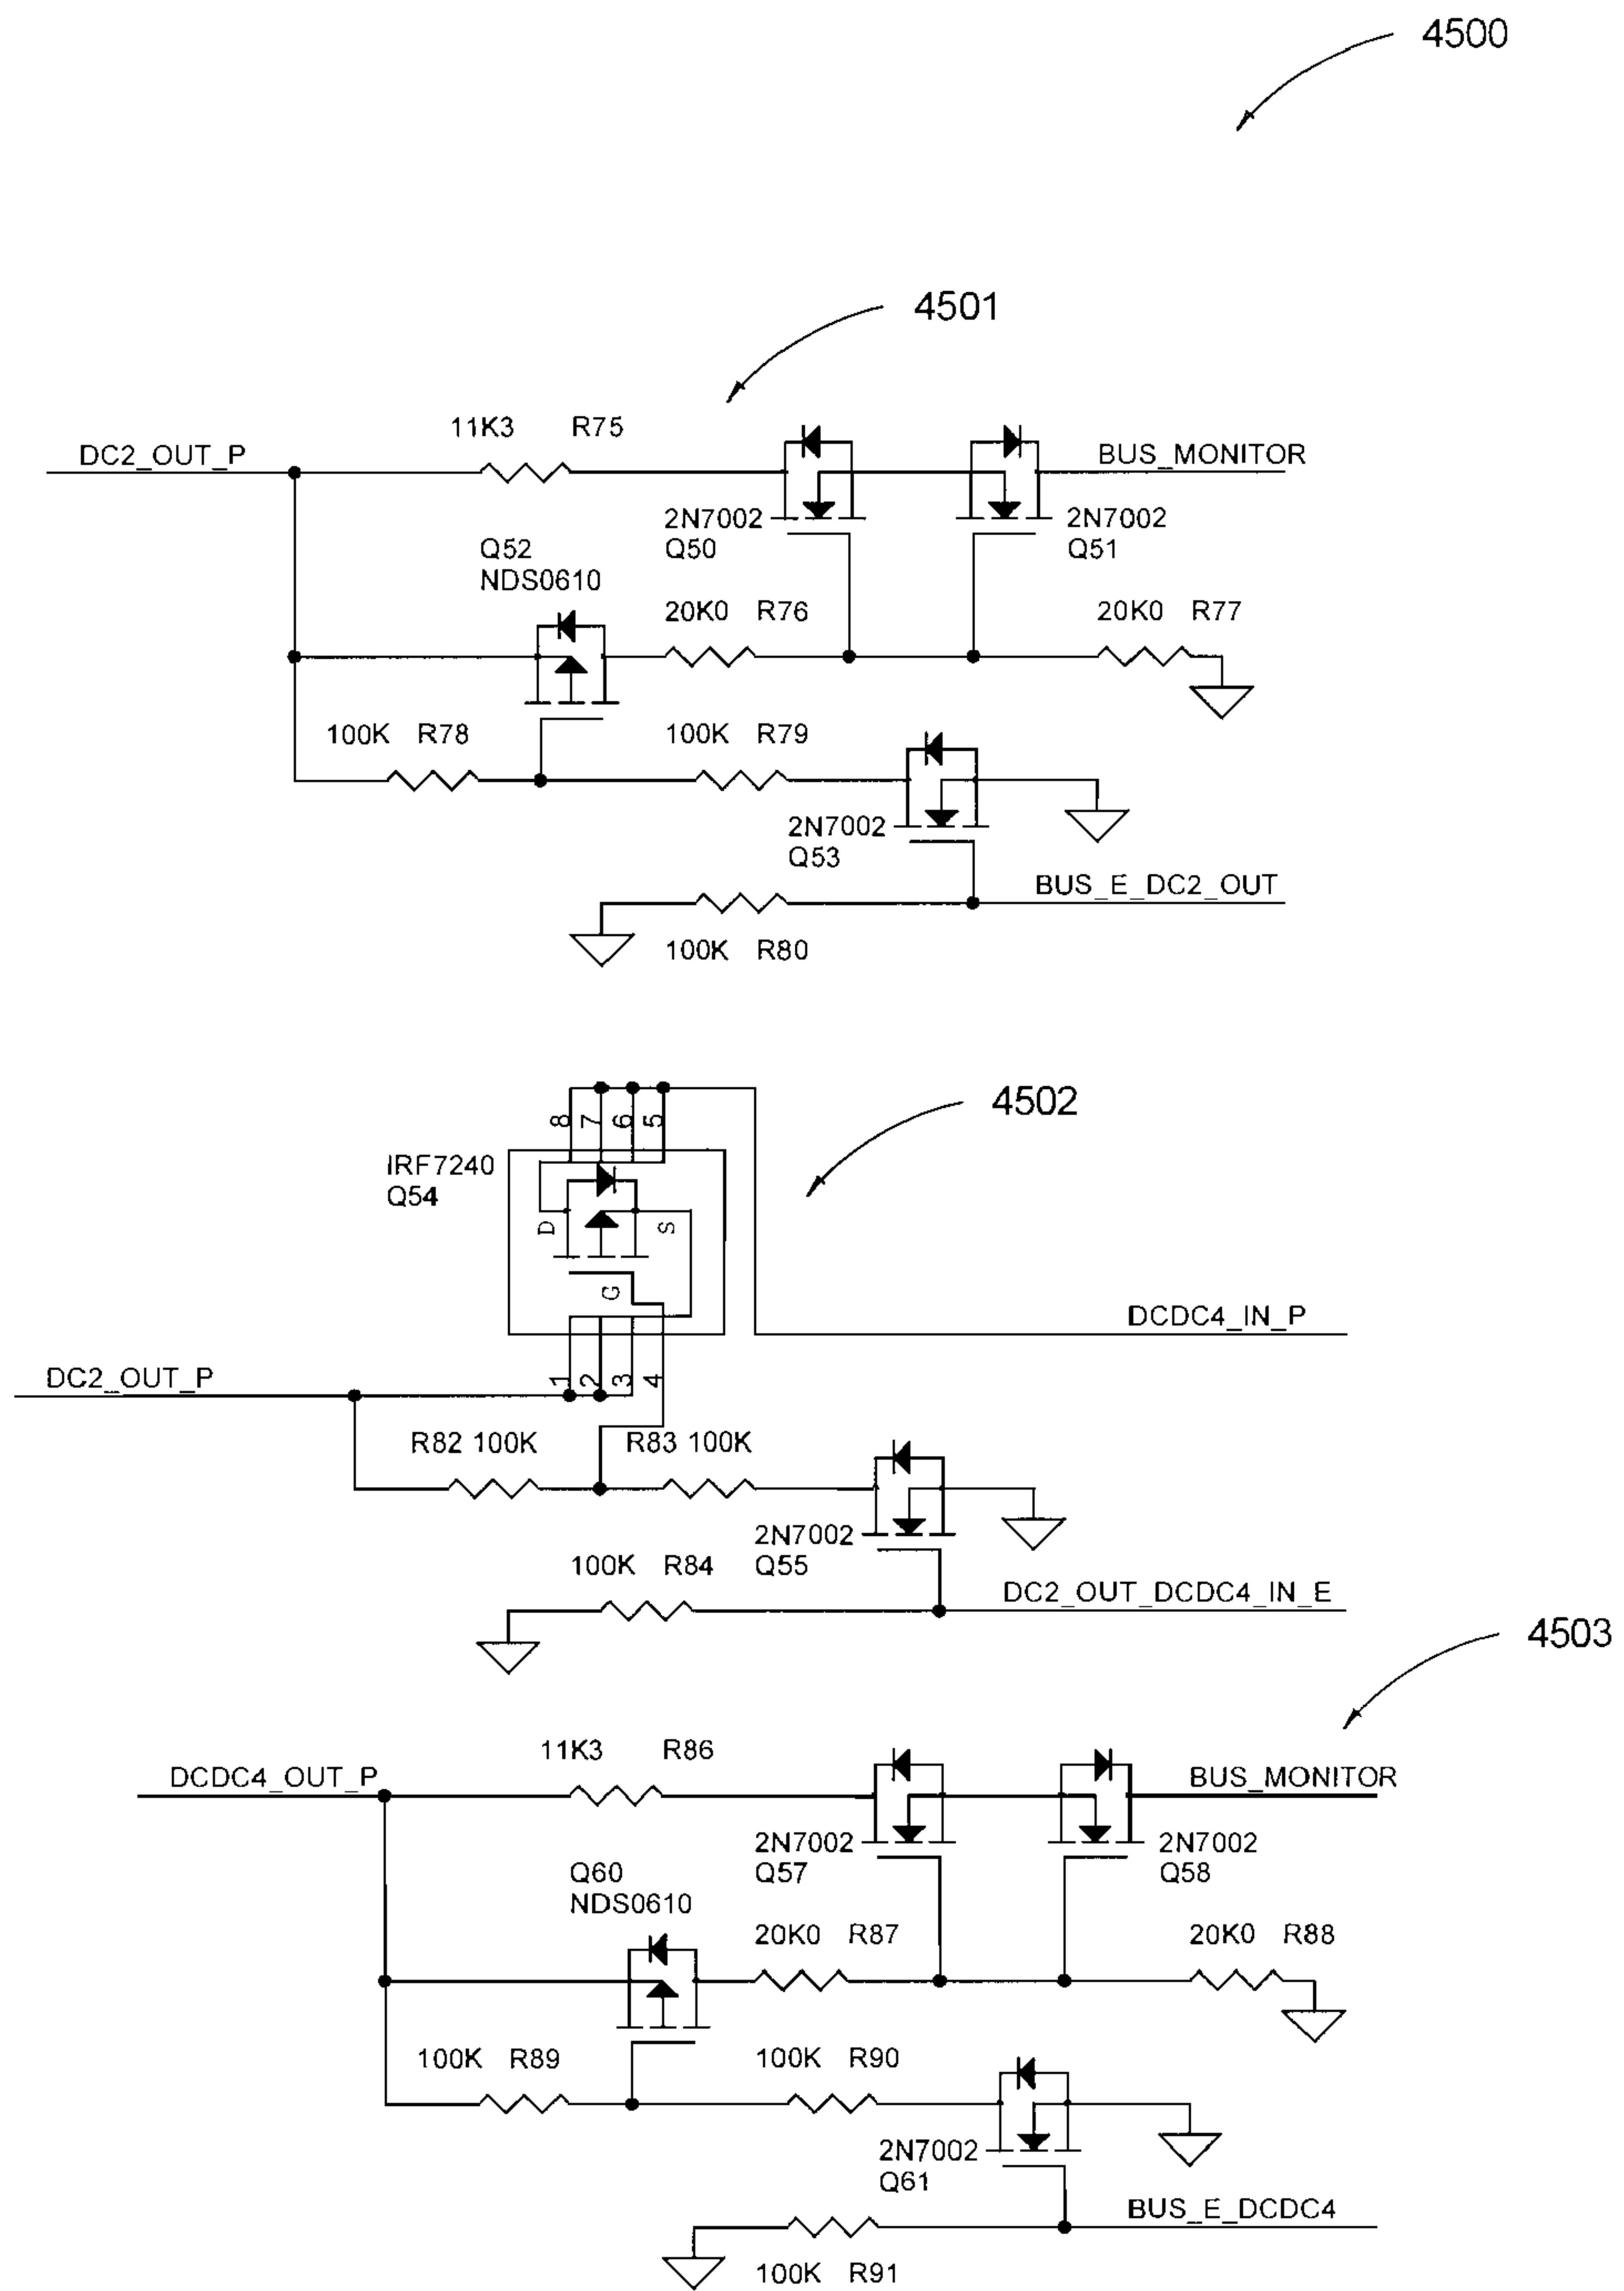 4500
4501
11K3 R75
DC2_OUT_P
BUS_MONITOR
2N7002
Q50
2N7002
Q51
Q52
NDS0610
20K0 R76
20K0 R77
100K R78
100K R79
2N7002
Q53
BUS_E_DC2_OUT
100K R80
4502
8 7 6 5
IRF7240
Q54
D S
G
DCDC4_IN_P
DC2_OUT_P
1 2 3 4
R82 100K
R83 100K
2N7002
Q55
100K R84
DC2_OUT_DCDC4_IN_E
4503
11K3 R86
DCDC4_OUT_P
BUS_MONITOR
2N7002
Q57
2N7002
Q58
Q60
NDS0610
20K0 R87
20K0 R88
100K R89
100K R90
2N7002
Q61
BUS_E_DCDC4
100K R91